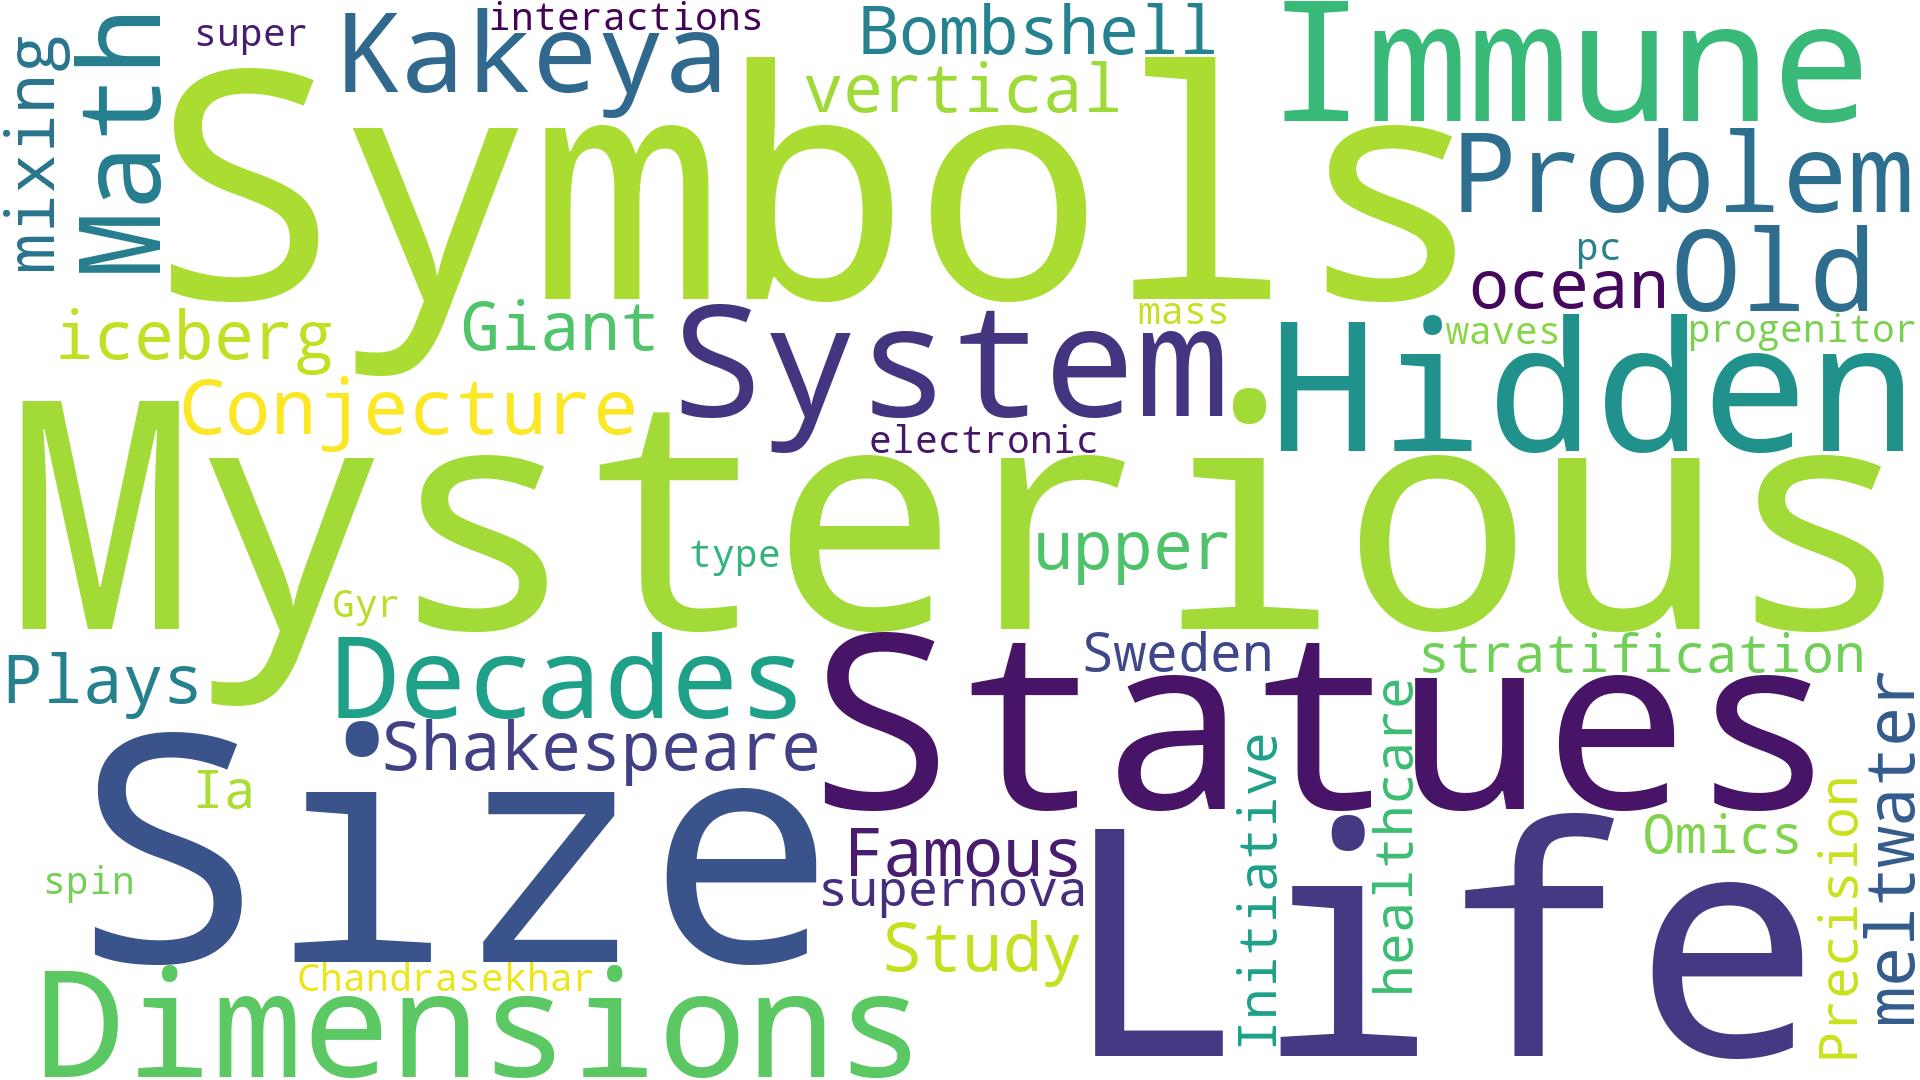 super
interactions
Kakeya
Bombshell
Immune
mixing
Math
Symbols
vertical
Problem
pc
Old
ocean
iceberg
Giant
System
mass
Hidden
waves
progenitor
Conjecture
electronic
Mysterious
type
upper
Gyr
Plays
Decades
Statues
Sweden
stratification
Shakespeare
Size
Ia
Initiative
healthcare
Precision
meltwater
Famous
supernova
Life
Omics
spin
Study
Chandrasekhar
Dimensions